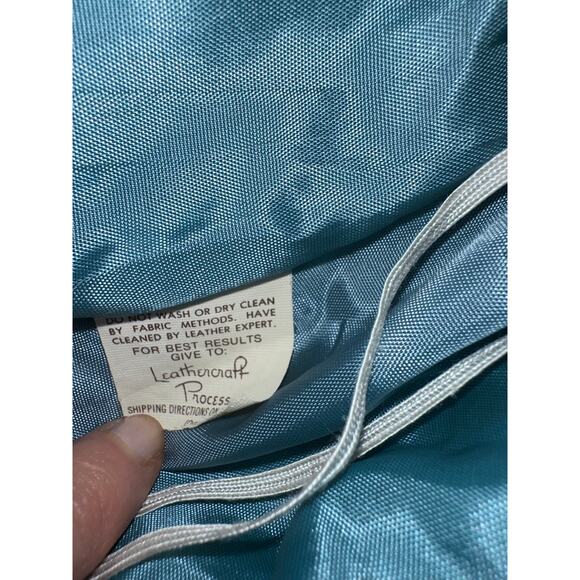 DO NOT WASH OR DRY CLEAN
BY FABRIC METHODS. HAVE
CLEANED BY LEATHER EXPERT.
FOR BEST RESULTS
GIVE TO:
Leathercraft
Process
SHIPPING DIRECTIONS ON